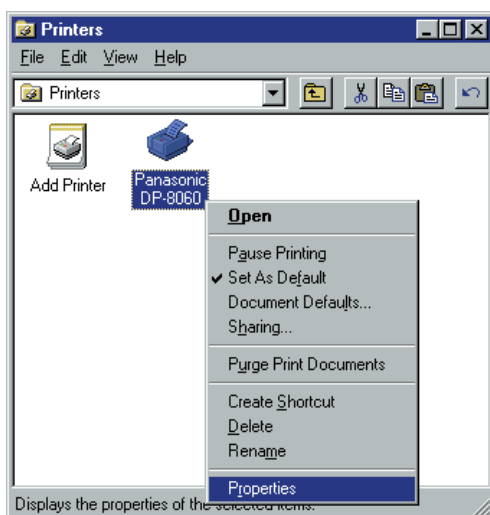 Printers
File Edit View Help
Printers
Add Printer
Panasonic
DP-8060
Open
Pause Printing
Set As Default
Document Defaults...
Sharing...
Purge Print Documents
Create Shortcut
Delete
Rename
Properties
Displays the properties of the selected items.